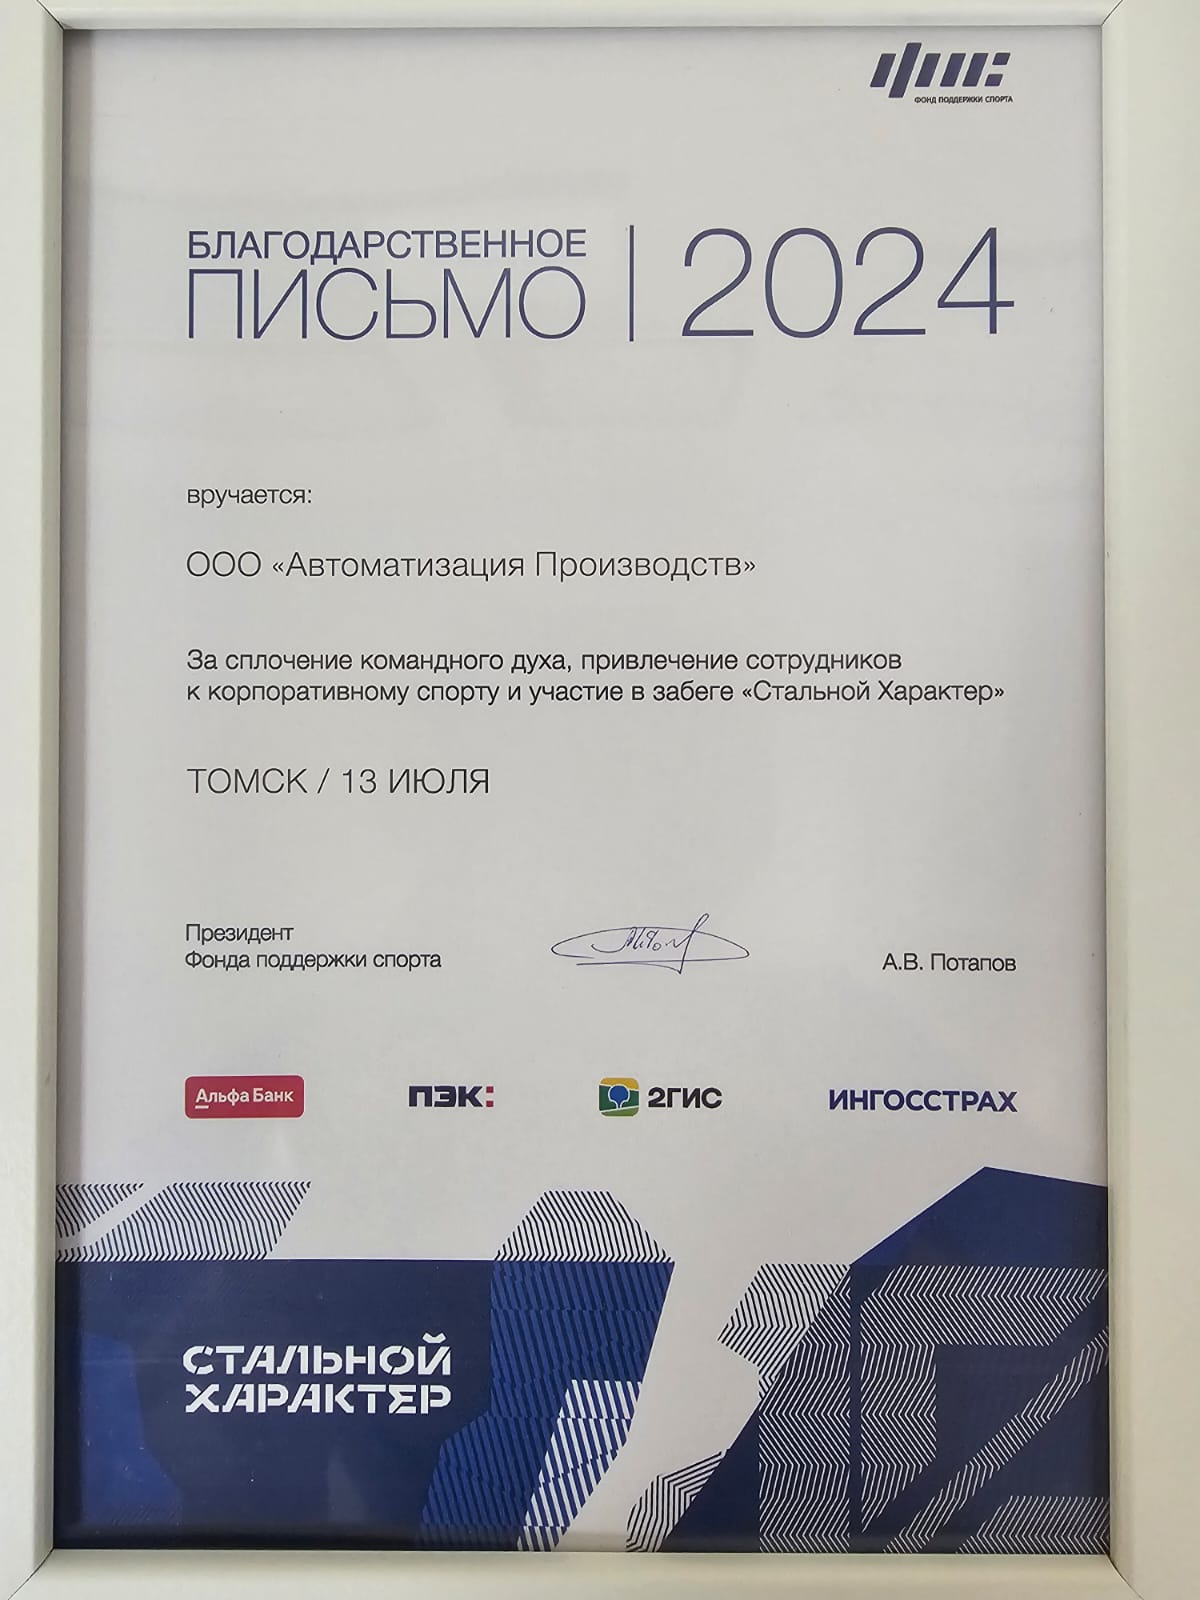 ФОНД ПОДДЕРЖКИ СПОРТА
БЛАГОДАРСТВЕННОЕ
ПИСЬМО | 2024
вручается:
ООО «Автоматизация Производств»
За сплочение командного духа, привлечение сотрудников
к корпоративному спорту и участие в забеге «Стальной Характер»
ТОМСК / 13 ИЮЛЯ
Президент
Фонда поддержки спорта
А.В. Потапов
Альфа Банк ПЭК: 2ГИС ИНГОССТРАХ
СТАЛЬНОЙ
ХАРАКТЕР